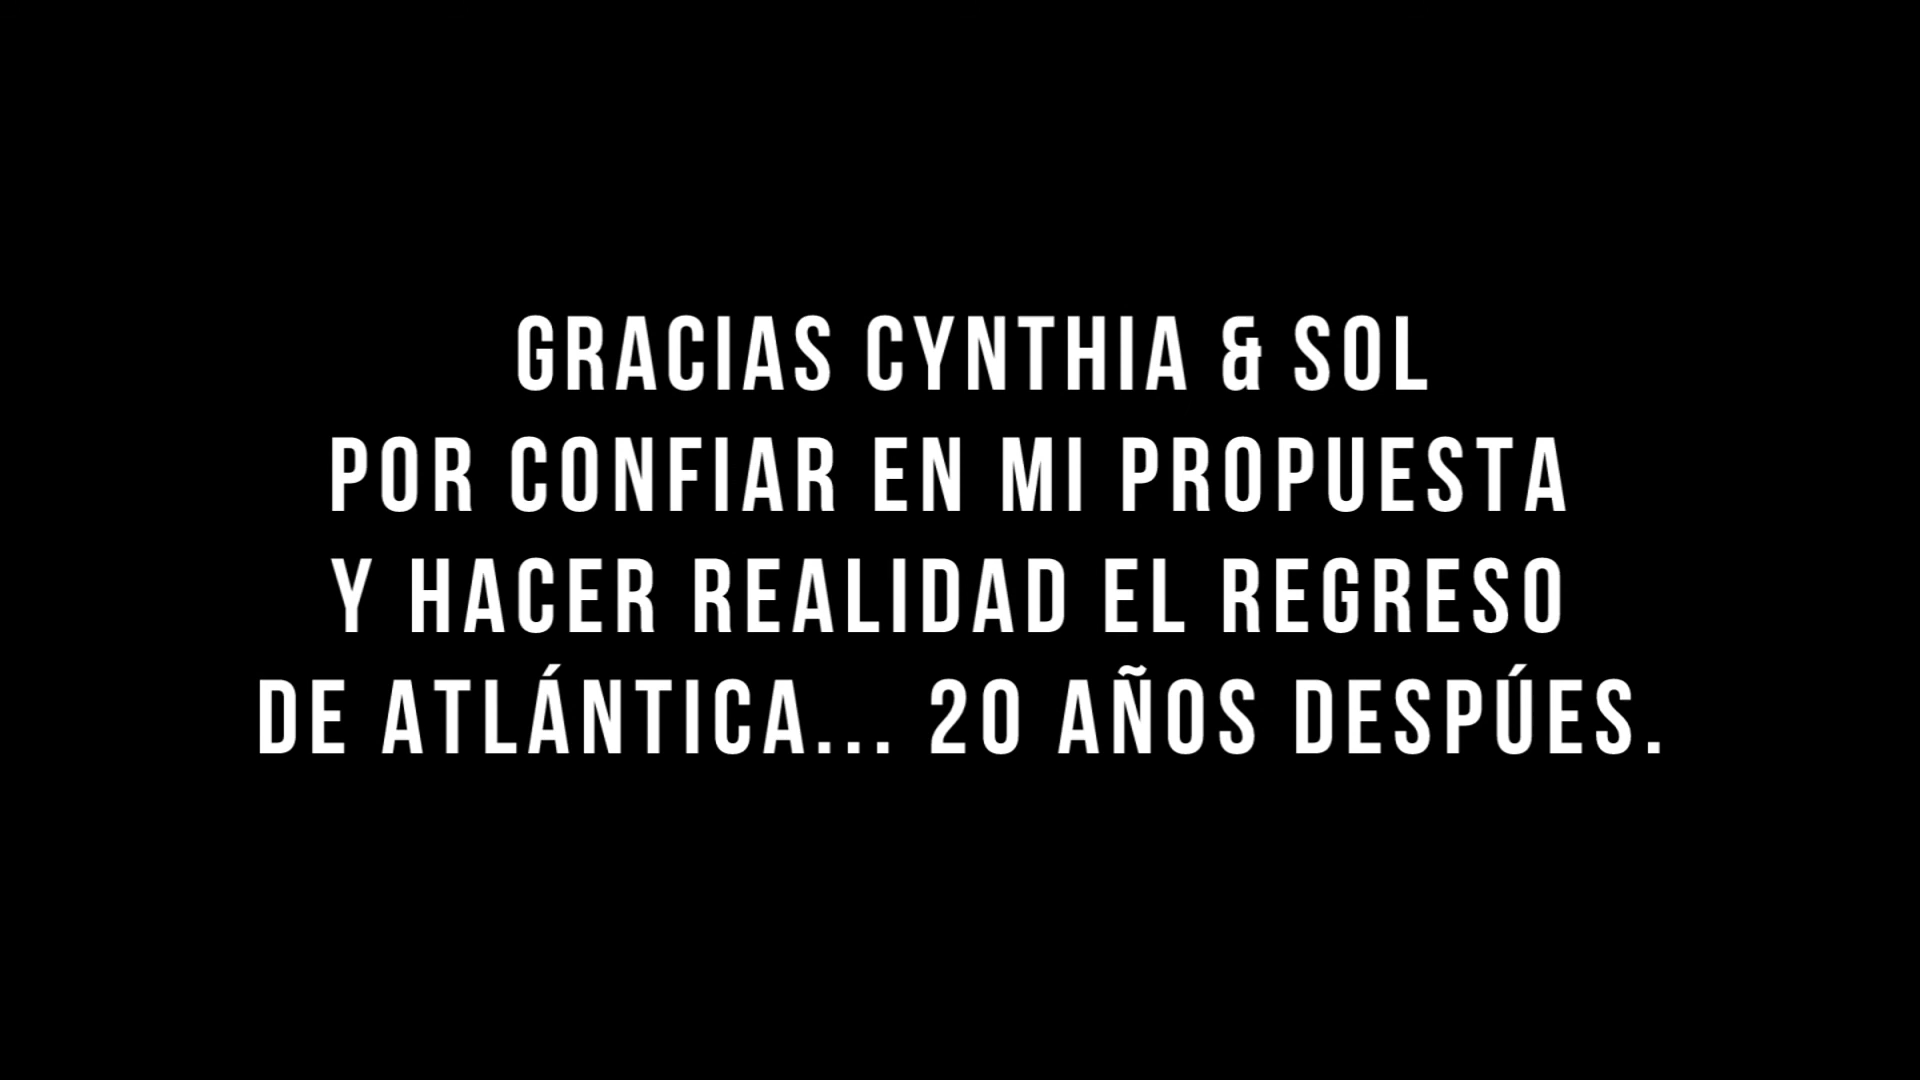 GRACIAS CYNTHIA & SOL
POR CONFIAR EN MI PROPUESTA
Y HACER REALIDAD EL REGRESO
DE ATLÁNTICA... 20 AÑOS DESPÚES.